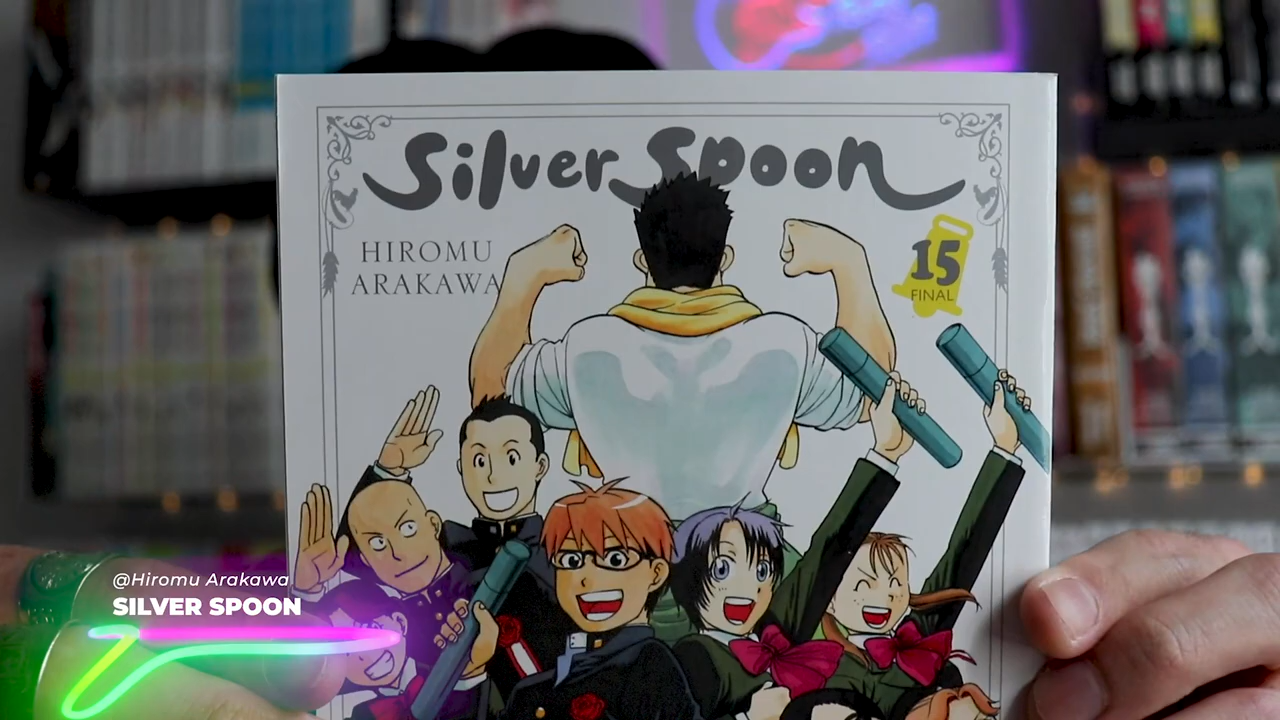 Silver Spoon
HIROMU
ARAKAWA
15
FINAL
@Hiromu Arakawa
SILVER SPOON